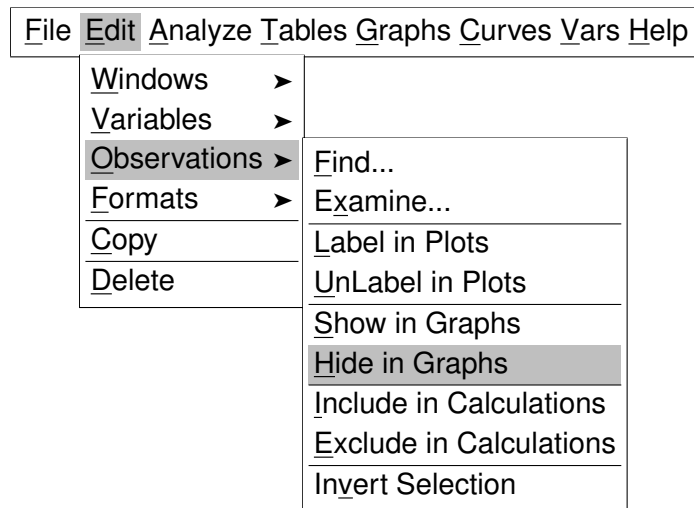 File Edit Analyze Tables Graphs Curves Vars Help
Windows ➤
Variables ➤
Observations ➤
Formats ➤
Copy
Delete
Find...
Examine...
Label in Plots
UnLabel in Plots
Show in Graphs
Hide in Graphs
Include in Calculations
Exclude in Calculations
Invert Selection